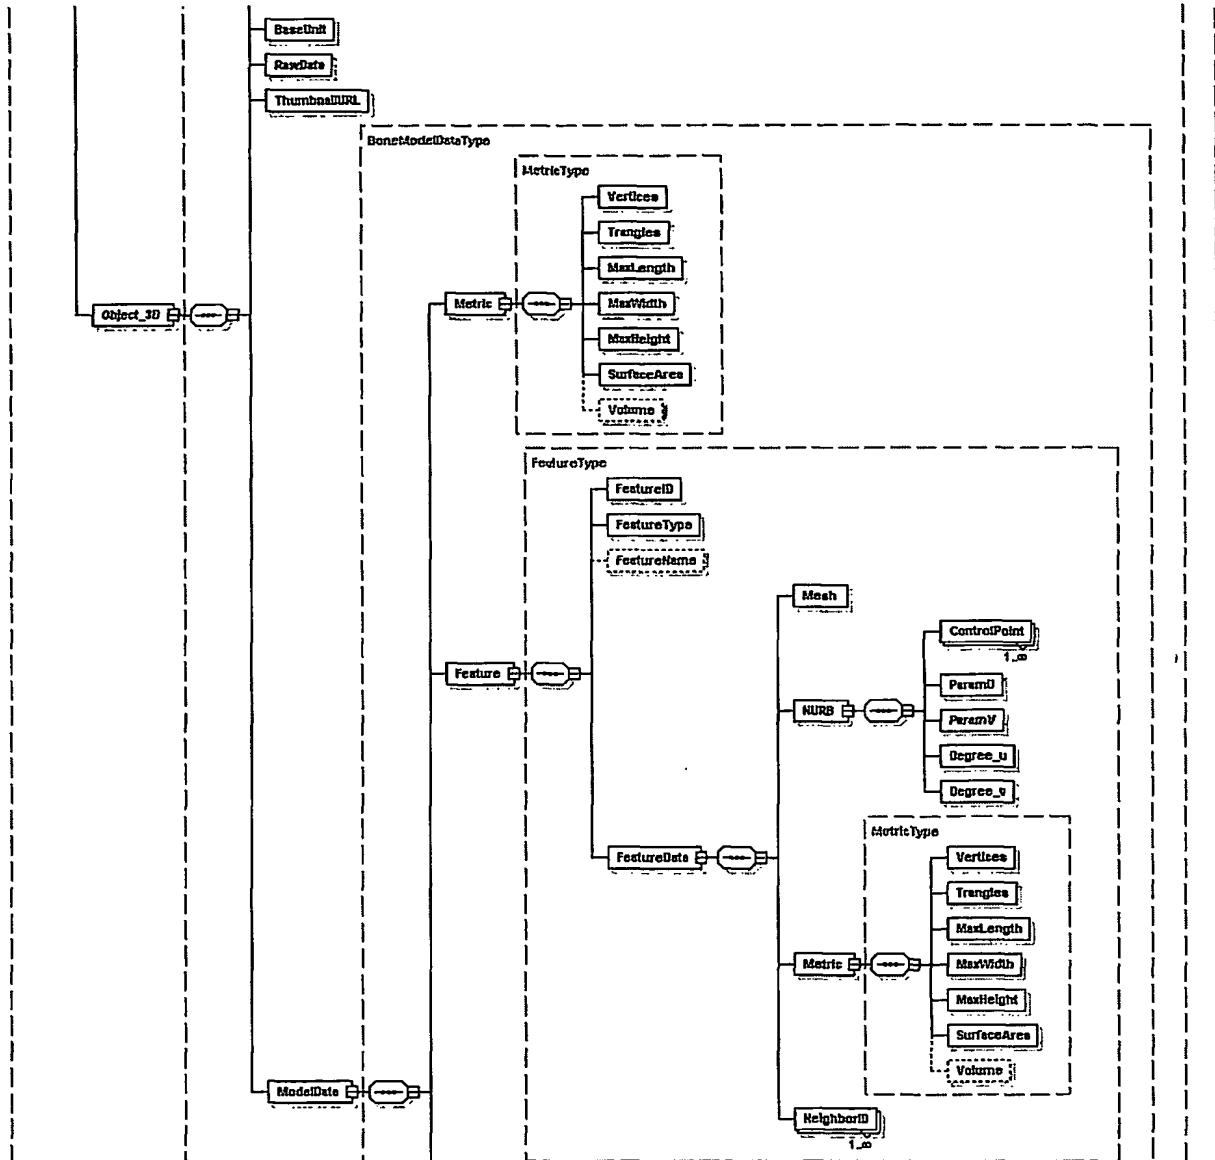 BaseUnit
RawData
ThumbnailURL
BoneModelDataType
MetricType
Vertices
Trangles
MaxLength
Metric
MaxWidth
Object_3D
MaxHeight
SurfaceArea
Volume
FeatureType
FeatureID
FeatureType
FeatureName
Mesh
ControlPoint
1..∞
Feature
ParamU
NURB
ParamV
Degree_u
Degree_v
MetricType
FeatureData
Vertices
Trangles
MaxLength
Metric
MaxWidth
MaxHeight
SurfaceArea
Volume
ModelData
NeighborID
1..∞